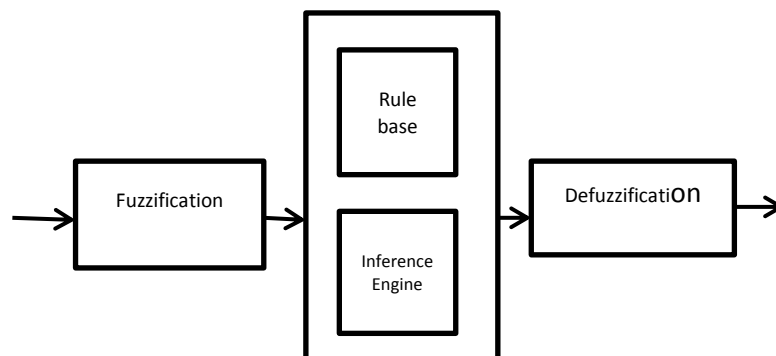 Fuzzification
Rule
base
Inference
Engine
Defuzzification